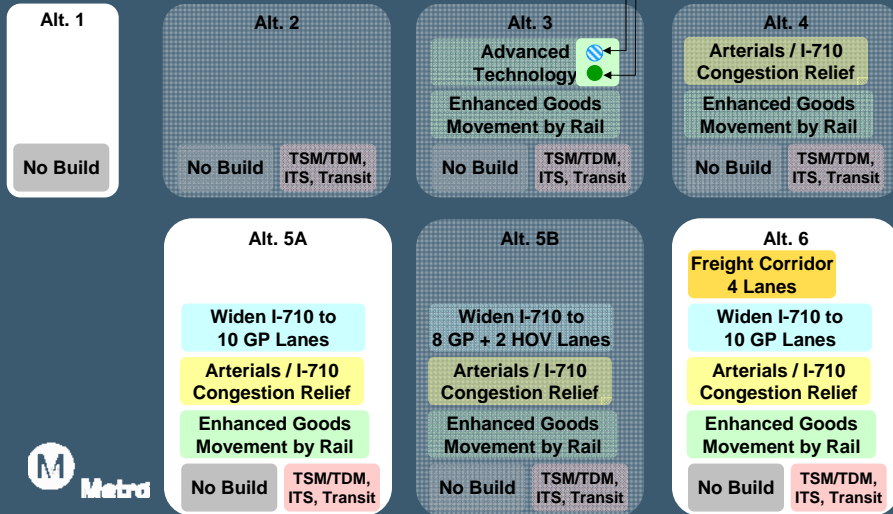 Alt. 1
No Build
Alt. 2
No Build
TSM/TDM,
ITS, Transit
Alt. 3
Advanced
Technology
Enhanced Goods
Movement by Rail
No Build
TSM/TDM,
ITS, Transit
Alt. 4
Arterials / I-710
Congestion Relief
Enhanced Goods
Movement by Rail
No Build
TSM/TDM,
ITS, Transit
Alt. 5A
Widen I-710 to
10 GP Lanes
Arterials / I-710
Congestion Relief
Enhanced Goods
Movement by Rail
No Build
TSM/TDM,
ITS, Transit
Alt. 5B
Widen I-710 to
8 GP + 2 HOV Lanes
Arterials / I-710
Congestion Relief
Enhanced Goods
Movement by Rail
No Build
TSM/TDM,
ITS, Transit
Alt. 6
Freight Corridor
4 Lanes
Widen I-710 to
10 GP Lanes
Arterials / I-710
Congestion Relief
Enhanced Goods
Movement by Rail
No Build
TSM/TDM,
ITS, Transit
M
Metro